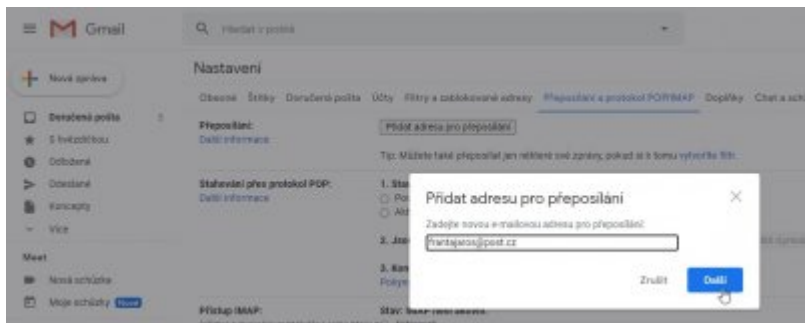 Gmail
Hledat v poště
Nová zpráva
Nastavení
Obecné Štítky Doručená pošta Účty Filtry a zablokované adresy Přeposílání a protokol POP/IMAP Doplňky Chat a
Doručená pošta
S hvězdičkou
Odložené
Odeslané
Koncepty
Více
Přeposílání:
Další informace
Přidat adresu pro přeposílání
Tip: Můžete také přeposílat jen některé své zprávy, pokud si k tomu vytvoříte filtr.
Stahování přes protokol POP:
Další informace
Přidat adresu pro přeposílání
Zadejte novou e-mailovou adresu pro přeposílání:
frantajaros@post.cz
Zrušit
Další
Meet
Nová schůzka
Moje schůzky
Přístup IMAP: